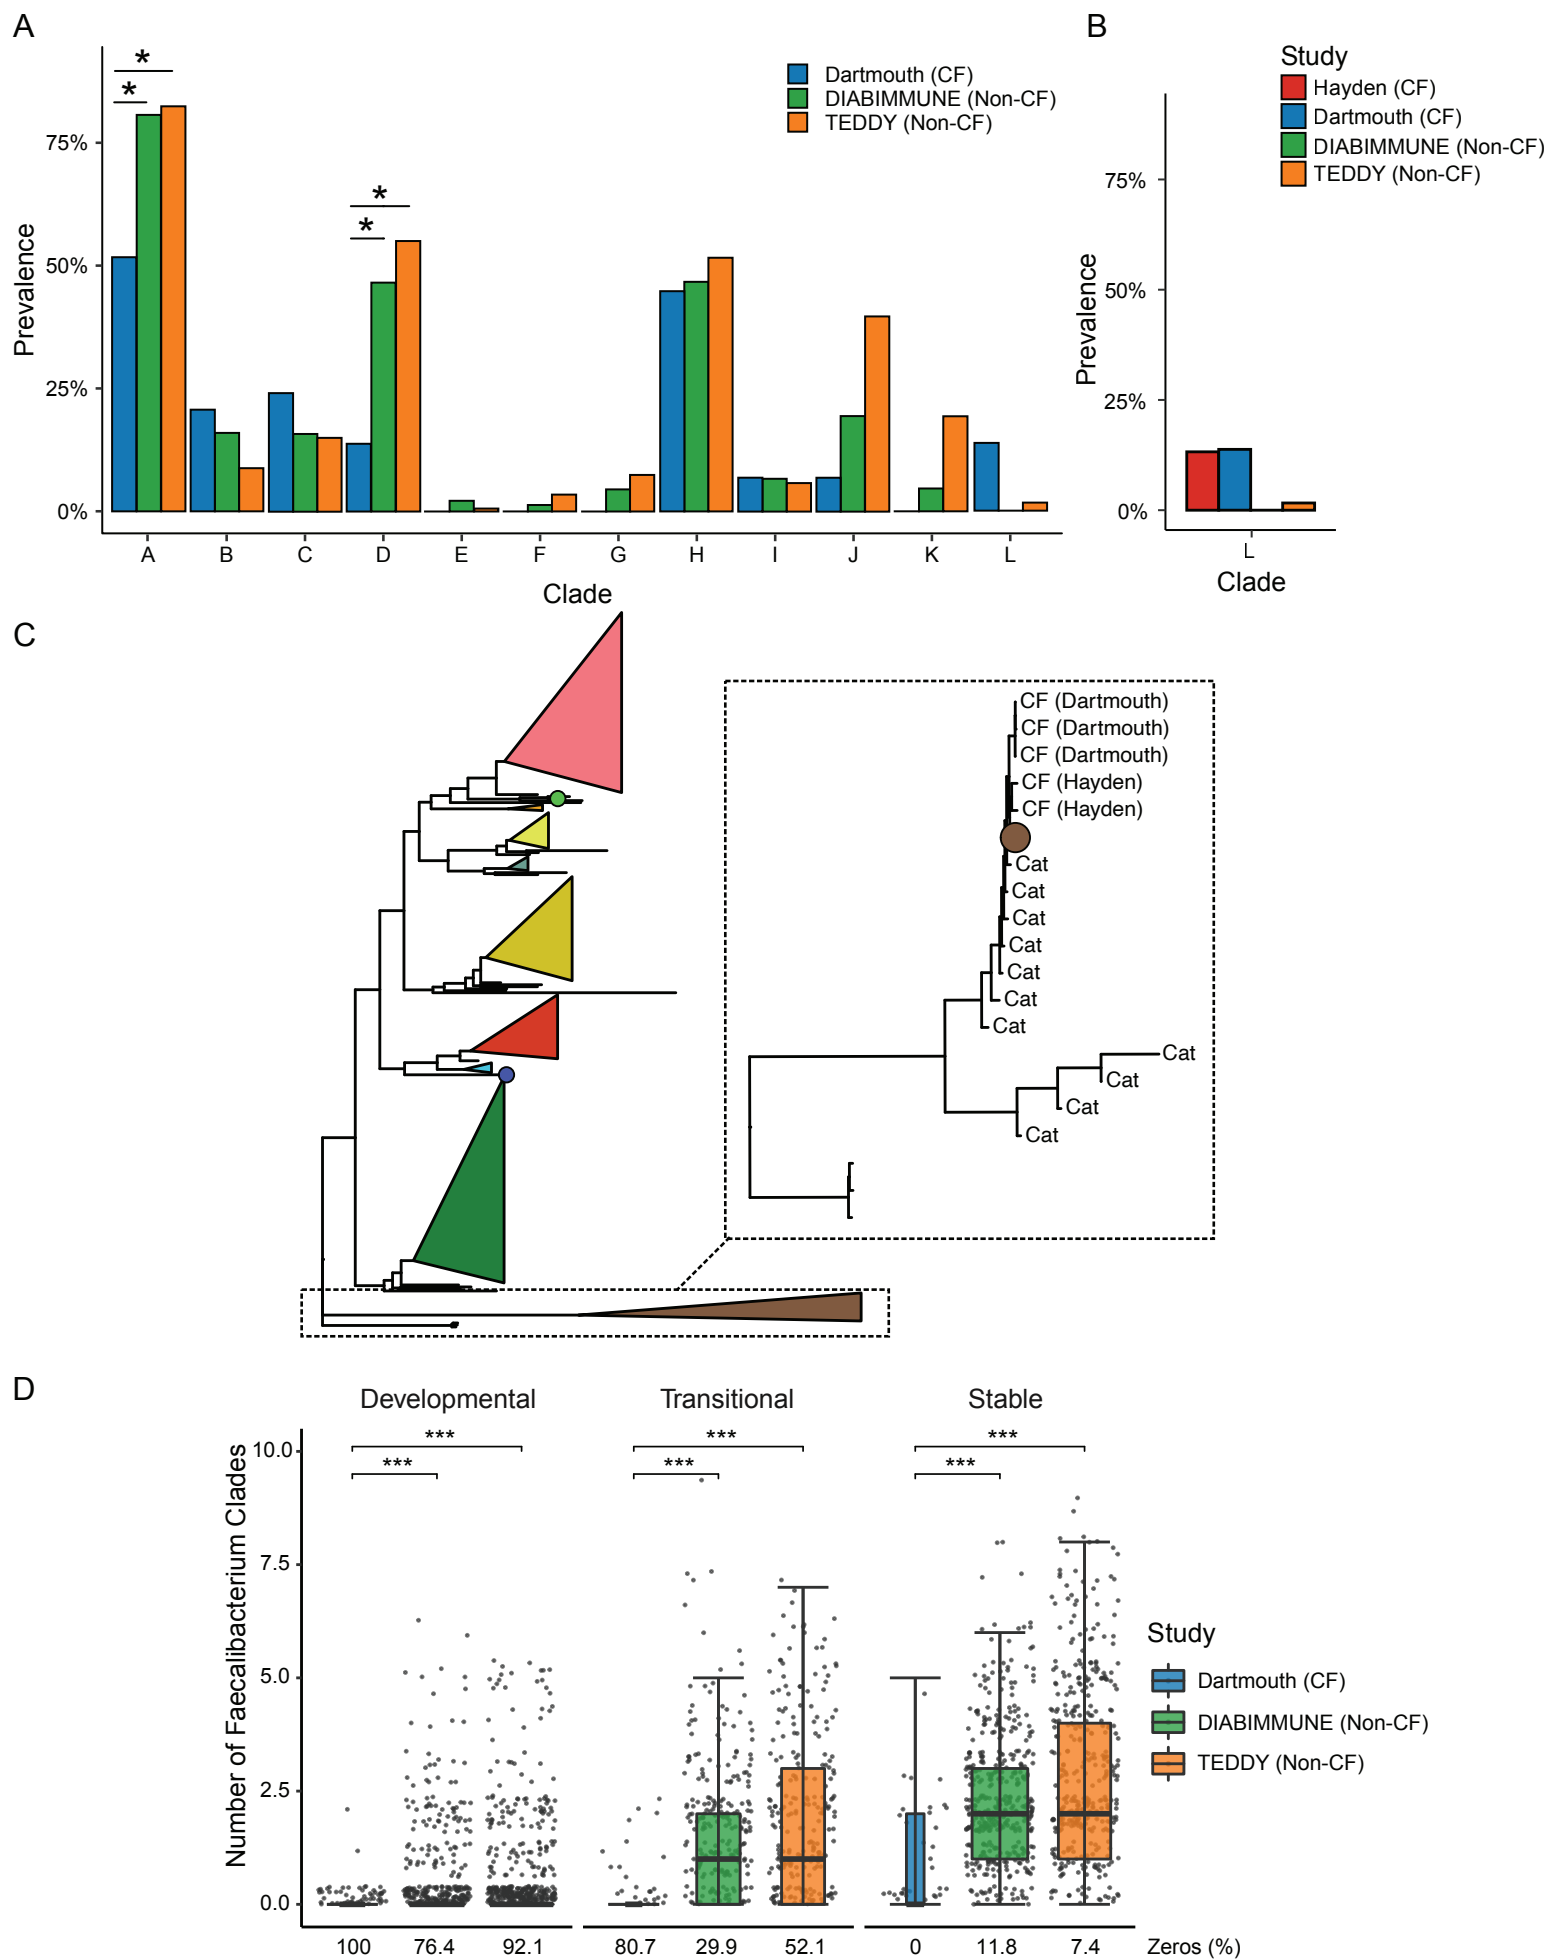 A
B
*
*
*
*
Dartmouth (CF)
DIABIMMUNE (Non-CF)
TEDDY (Non-CF)
Prevalence
75%
50%
25%
0%
A B C D E F G H I J K L
Clade
Study
Hayden (CF)
Dartmouth (CF)
DIABIMMUNE (Non-CF)
TEDDY (Non-CF)
Prevalence
75%
50%
25%
0%
L
Clade
C
CF (Dartmouth)
CF (Dartmouth)
CF (Dartmouth)
CF (Hayden)
CF (Hayden)
Cat
Cat
Cat
Cat
Cat
Cat
Cat
Cat
Cat
Cat
Cat
D
Developmental Transitional Stable
*** *** ***
*** *** ***
Number of Faecalibacterium Clades
10.0
7.5
5.0
2.5
0.0
100 76.4 92.1 80.7 29.9 52.1 0 11.8 7.4 Zeros (%)
Study
Dartmouth (CF)
DIABIMMUNE (Non-CF)
TEDDY (Non-CF)